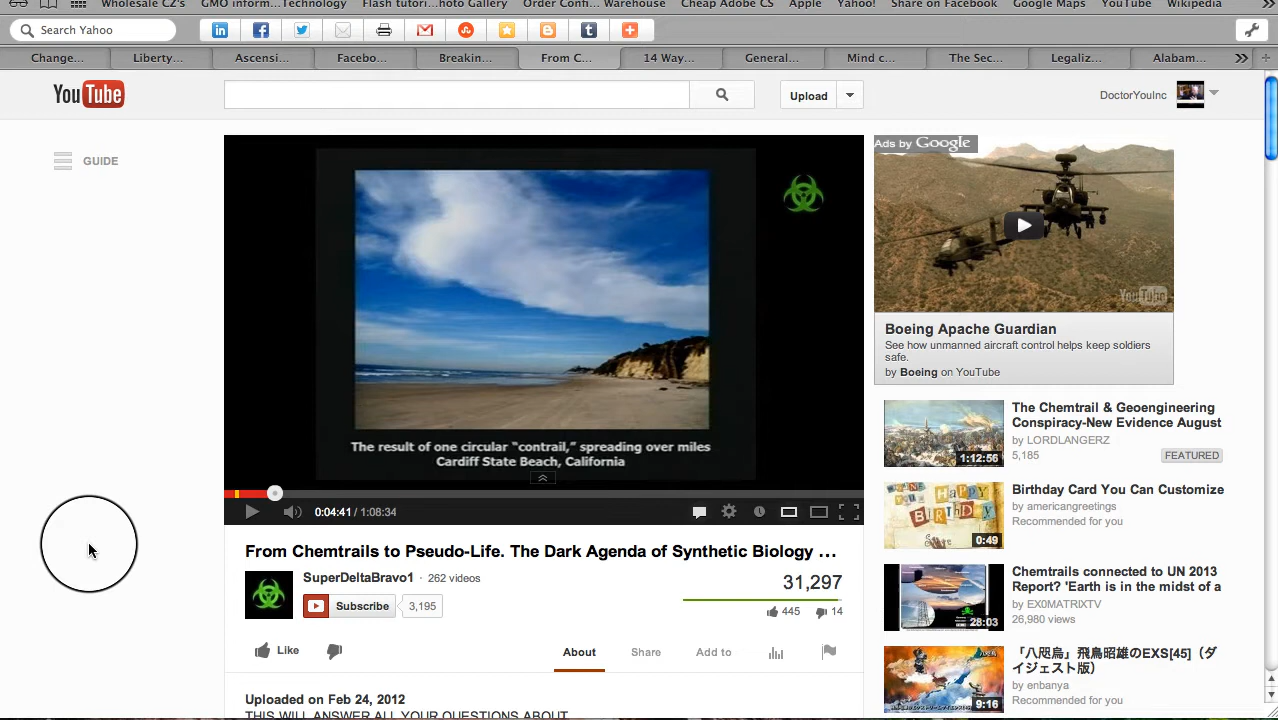 Wholesale CZ's
GMO inform...Technology
Flash tutori...hoto Gallery
Order Confi... Warehouse
Cheap Adobe CS
Apple
Yahoo!
Share on Facebook
Google Maps
YouTube
Wikipedia
Search Yahoo
Change...
Liberty...
Ascensi...
Facebo...
Breakin...
From C...
14 Way...
General...
Mind c...
The Sec...
Legaliz...
Alabam...
YouTube
Upload
DoctorYouInc
GUIDE
The result of one circular "contrail," spreading over miles
Cardiff State Beach, California
0:04:41 / 1:08:34
From Chemtrails to Pseudo-Life. The Dark Agenda of Synthetic Biology ...
SuperDeltaBravo1 · 262 videos
Subscribe
3,195
31,297
445
14
Like
About
Share
Add to
Uploaded on Feb 24, 2012
THIS WILL ANSWER ALL YOUR QUESTIONS ABOUT
Ads by Google
YouTube
Boeing Apache Guardian
See how unmanned aircraft control helps keep soldiers
safe.
by Boeing on YouTube
The Chemtrail & Geoengineering
Conspiracy-New Evidence August
by LORDLANGERZ
5,185
FEATURED
1:12:56
Birthday Card You Can Customize
by americangreetings
Recommended for you
HAPPY
0:49
Chemtrails connected to UN 2013
Report? 'Earth is in the midst of a
by EX0MATRIXTV
26,980 views
28:03
「八咫烏」飛鳥昭雄のEXS[45]（ダ
イジェスト版）
by enbanya
Recommended for you
9:16